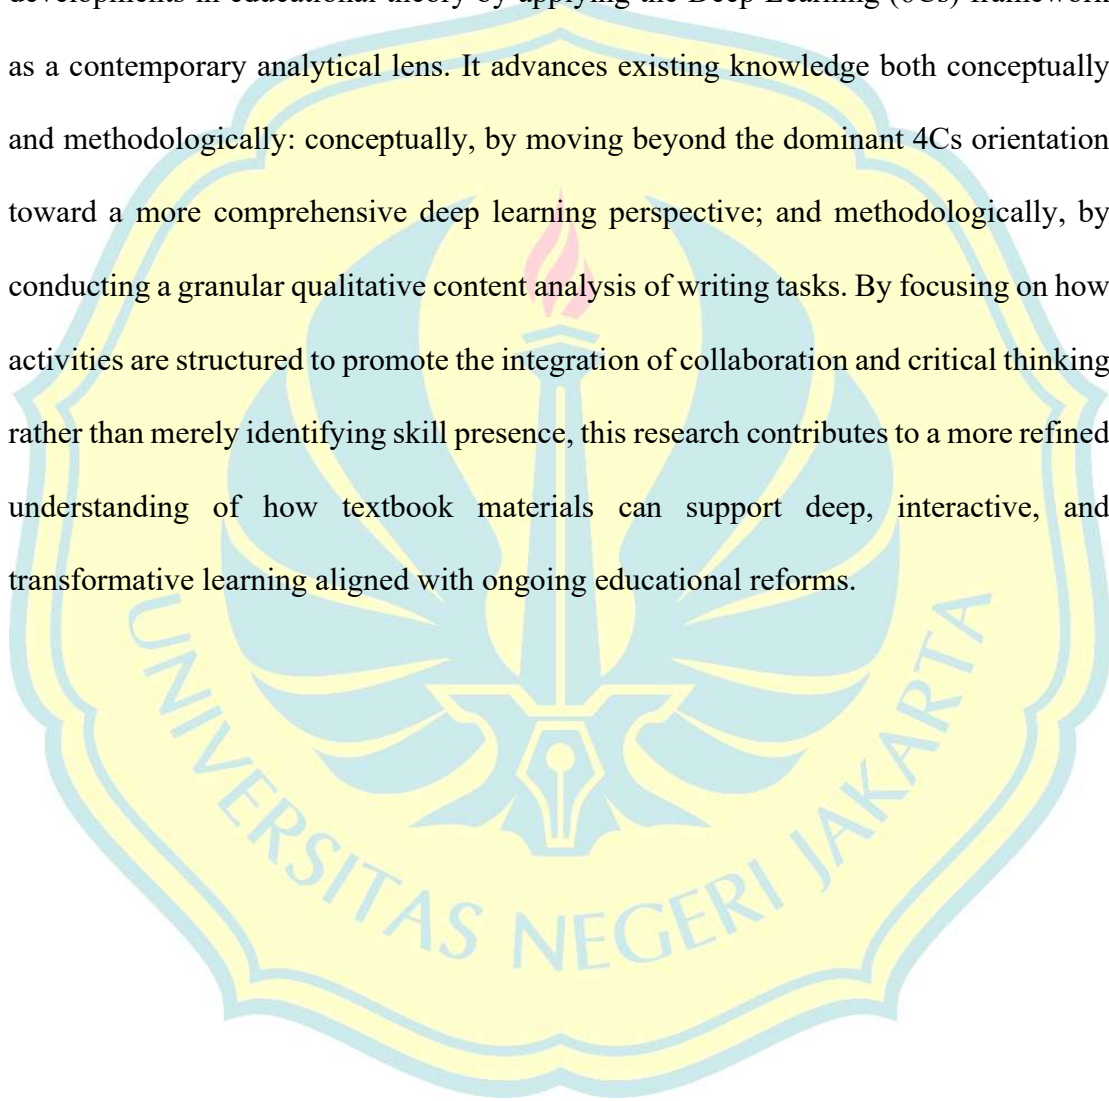 developments in educational theory by applying the Deep Learning (6Cs) framework
as a contemporary analytical lens. It advances existing knowledge both conceptually
and methodologically: conceptually, by moving beyond the dominant 4Cs orientation
toward a more comprehensive deep learning perspective; and methodologically, by
conducting a granular qualitative content analysis of writing tasks. By focusing on how
activities are structured to promote the integration of collaboration and critical thinking
rather than merely identifying skill presence, this research contributes to a more refined
understanding of how textbook materials can support deep, interactive, and
transformative learning aligned with ongoing educational reforms.
UNIVERSITAS NEGERI JAKARTA